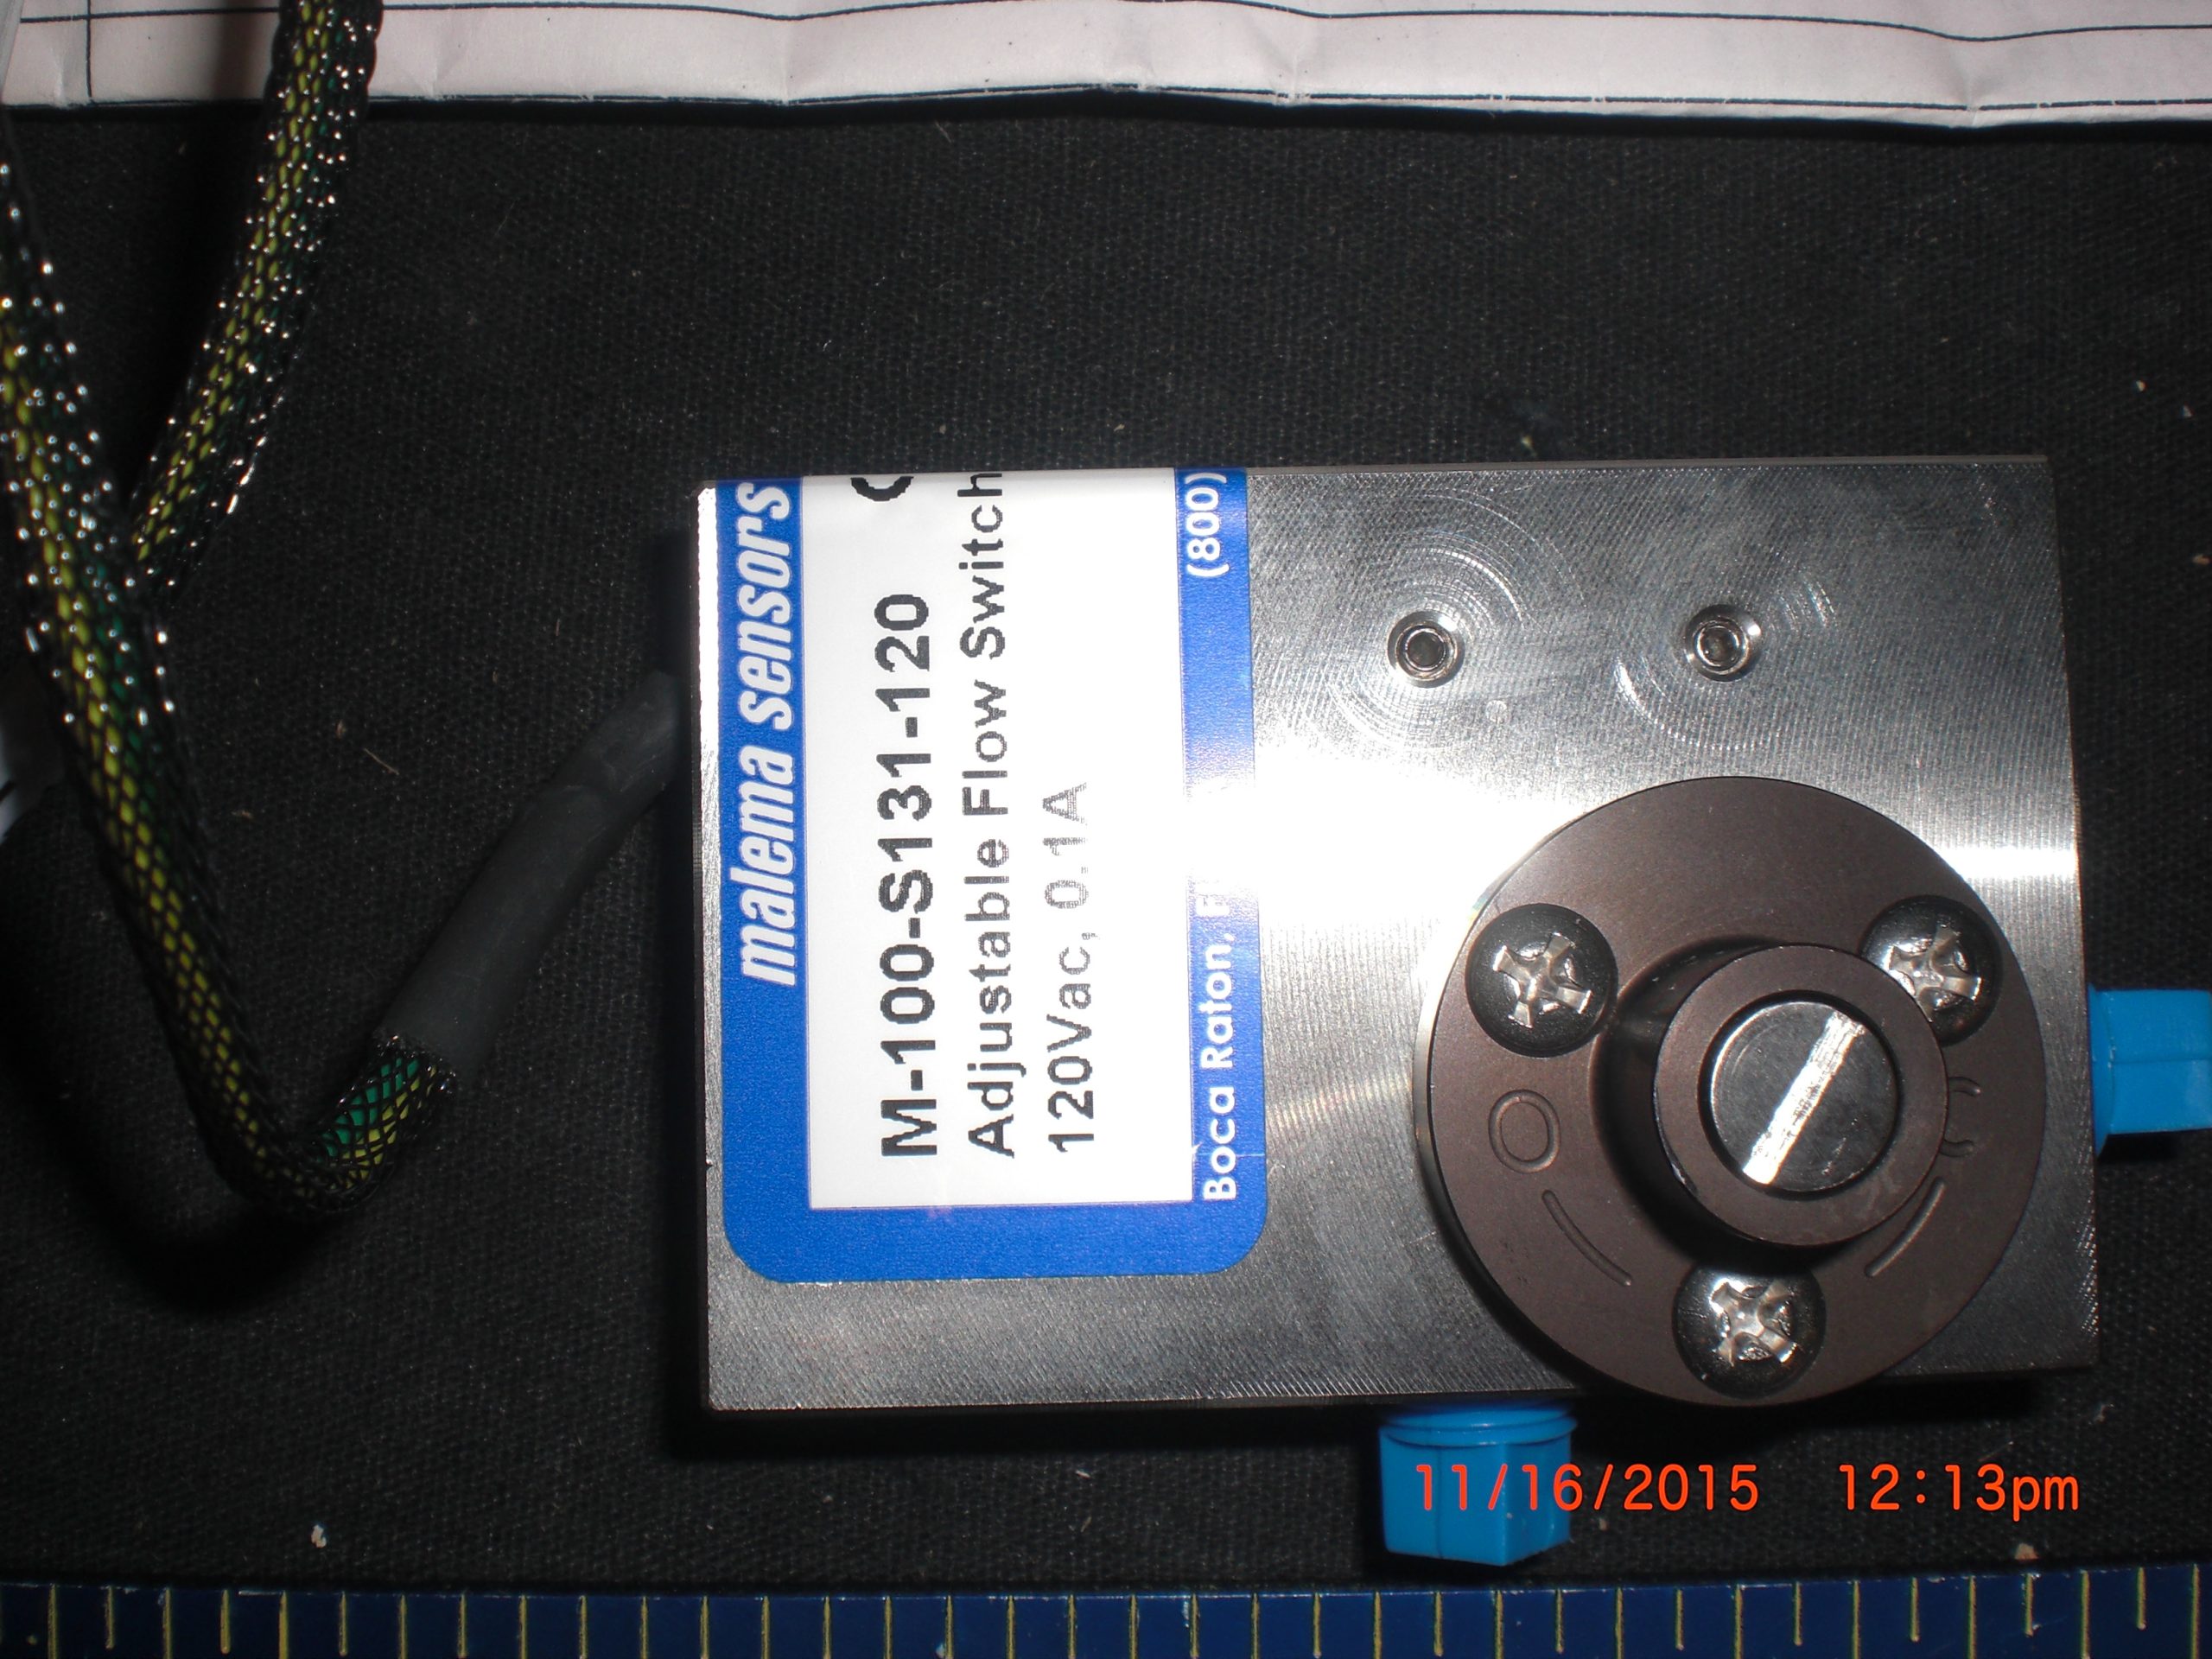 malema sensors
M-100-S131-120
Adjustable Flow Switch
120Vac, 0.1A
Boca Raton, F (800)
O C
11/16/2015 12:13pm